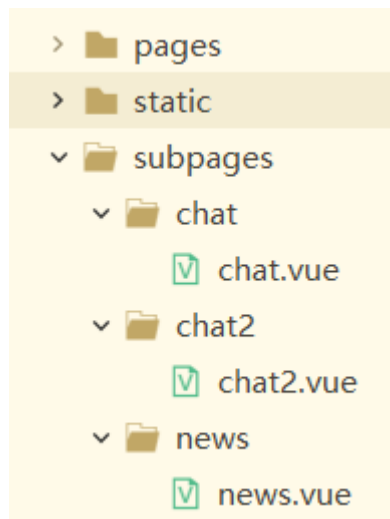 pages
static
subpages
chat
chat.vue
chat2
chat2.vue
news
news.vue